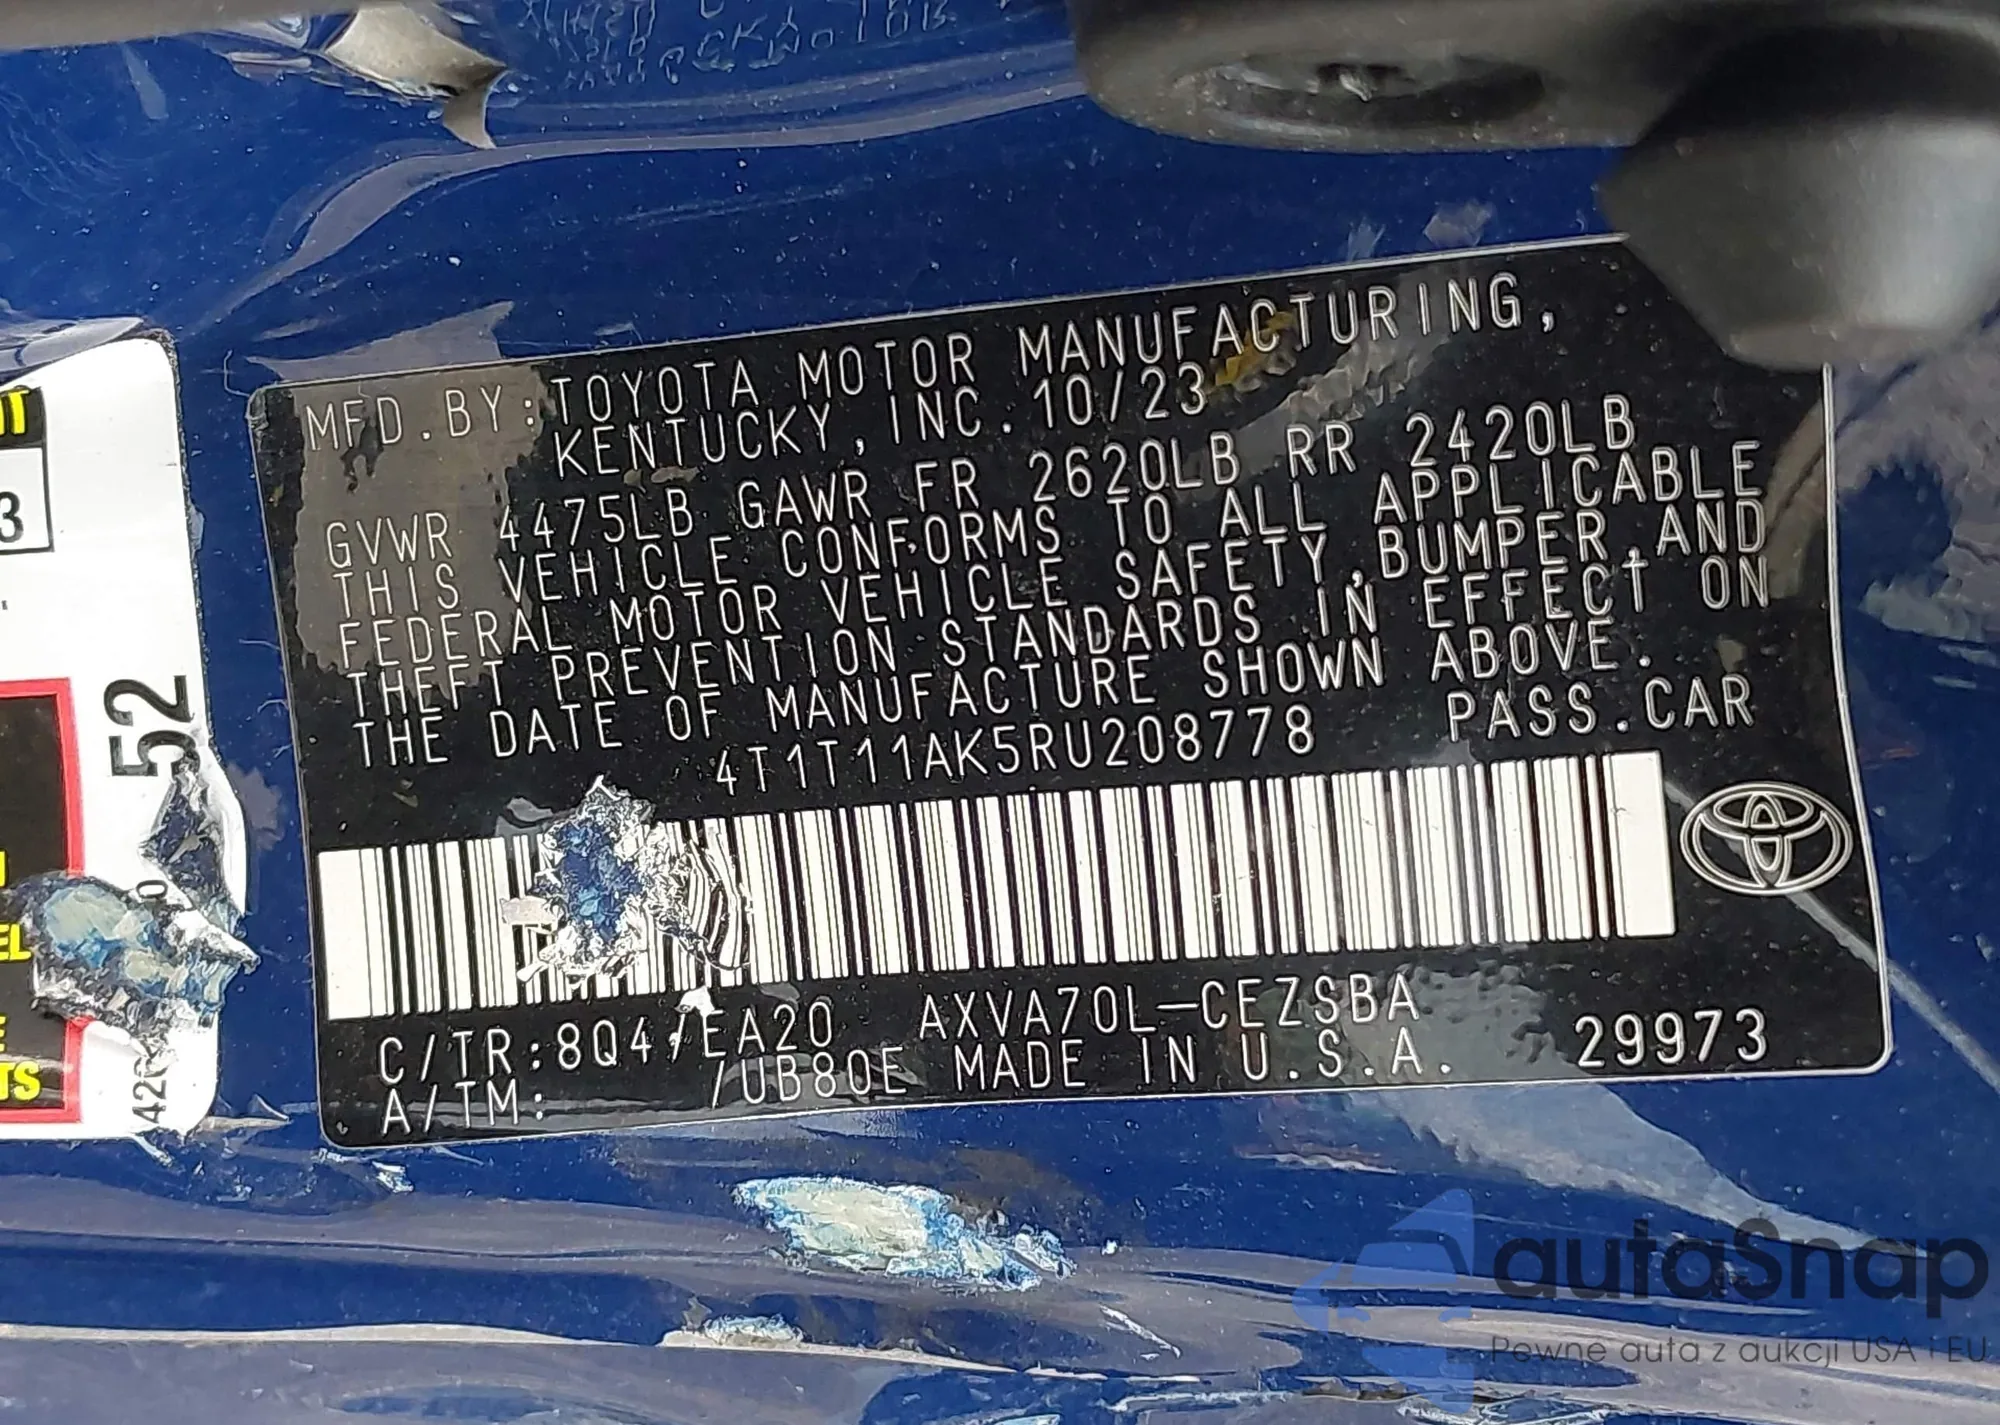 MFD.BY:TOYOTA MOTOR MANUFACTURING,
KENTUCKY, INC. 10/23
GVWR 4475LB GAWR FR 2620LB RR 2420LB
THIS VEHICLE CONFORMS TO ALL APPLICABLE
FEDERAL MOTOR VEHICLE SAFETY,BUMPER,AND
THEFT PREVENTION STANDARDS IN EFFECT ON
THE DATE OF MANUFACTURE SHOWN ABOVE.
4T1T11AK5RU208778 PASS.CAR
C/TR:8Q4/EA20 AXVA70L-CEZSBA
A/TM: /UB80E MADE IN U.S.A. 29973
3
52
TS
autaSnap
Pewne auta z aukcji USA i EU